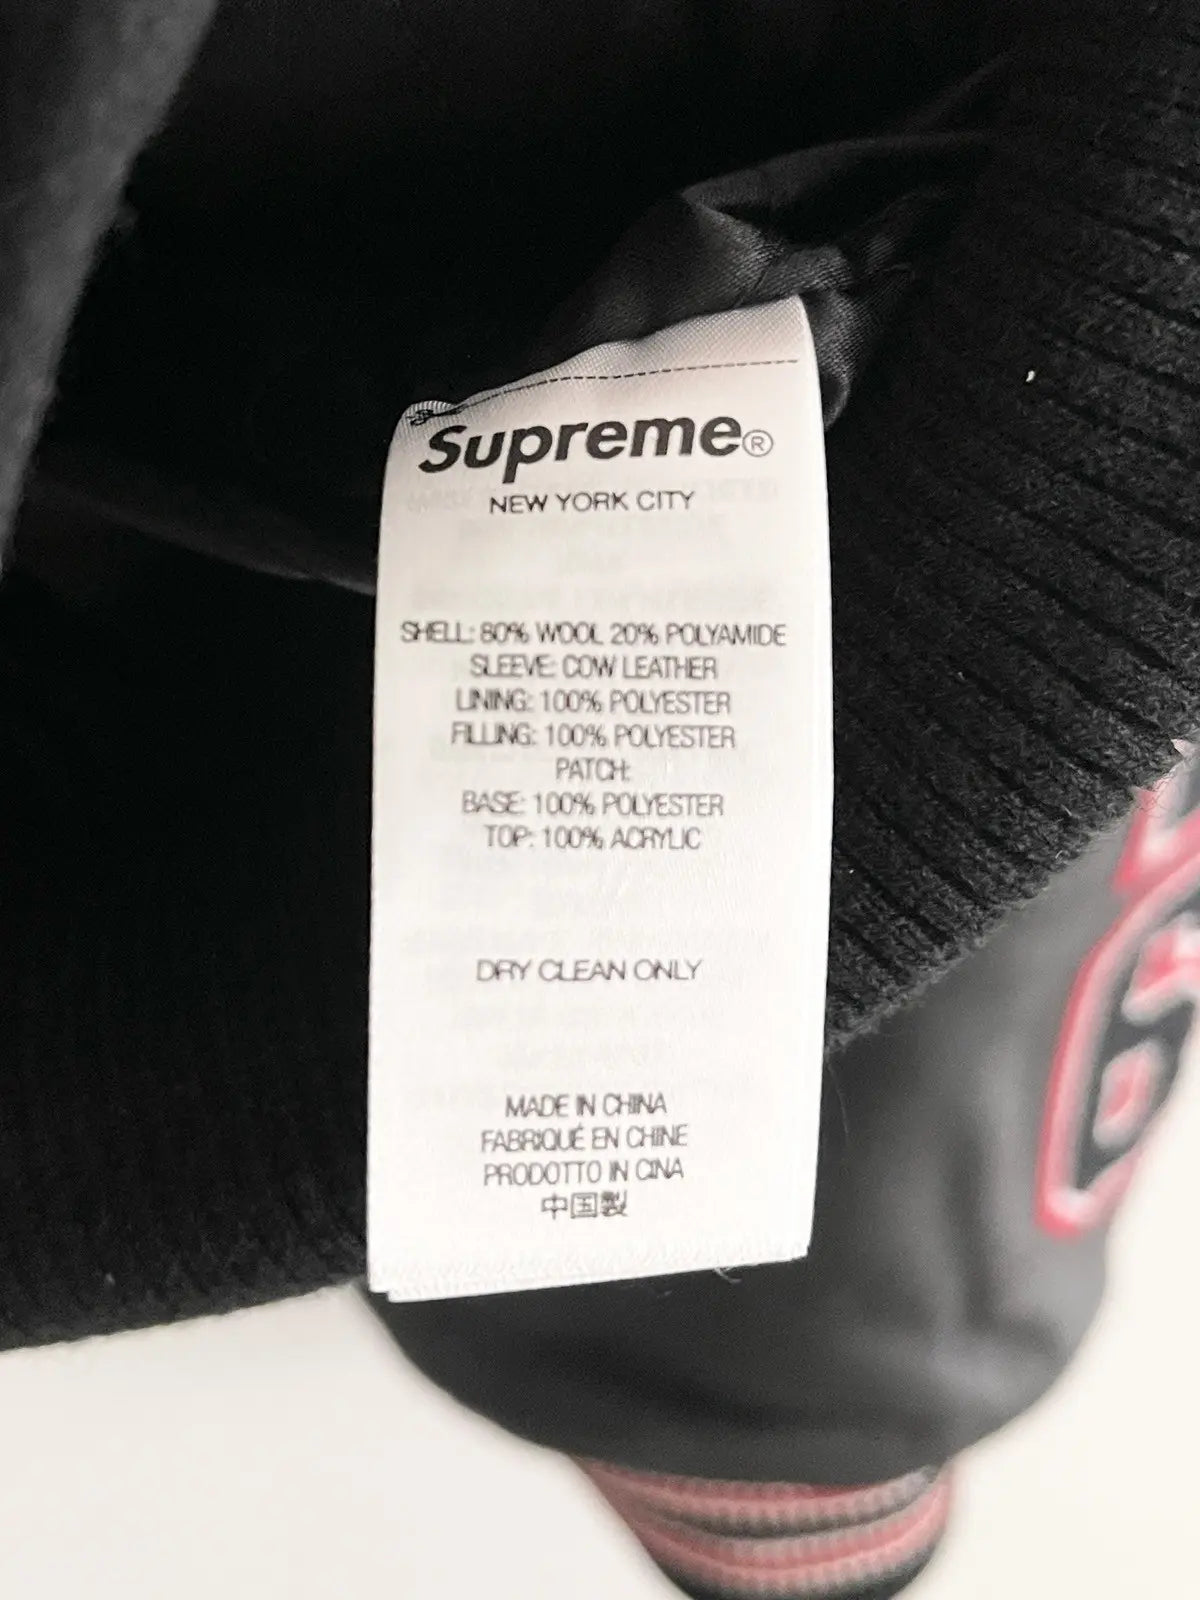 Supreme®
NEW YORK CITY
SHELL: 80% WOOL 20% POLYAMIDE
SLEEVE: COW LEATHER
LINING: 100% POLYESTER
FILLING: 100% POLYESTER
PATCH:
BASE: 100% POLYESTER
TOP: 100% ACRYLIC
DRY CLEAN ONLY
MADE IN CHINA
FABRIQUÉ EN CHINE
PRODOTTO IN CINA
中国製